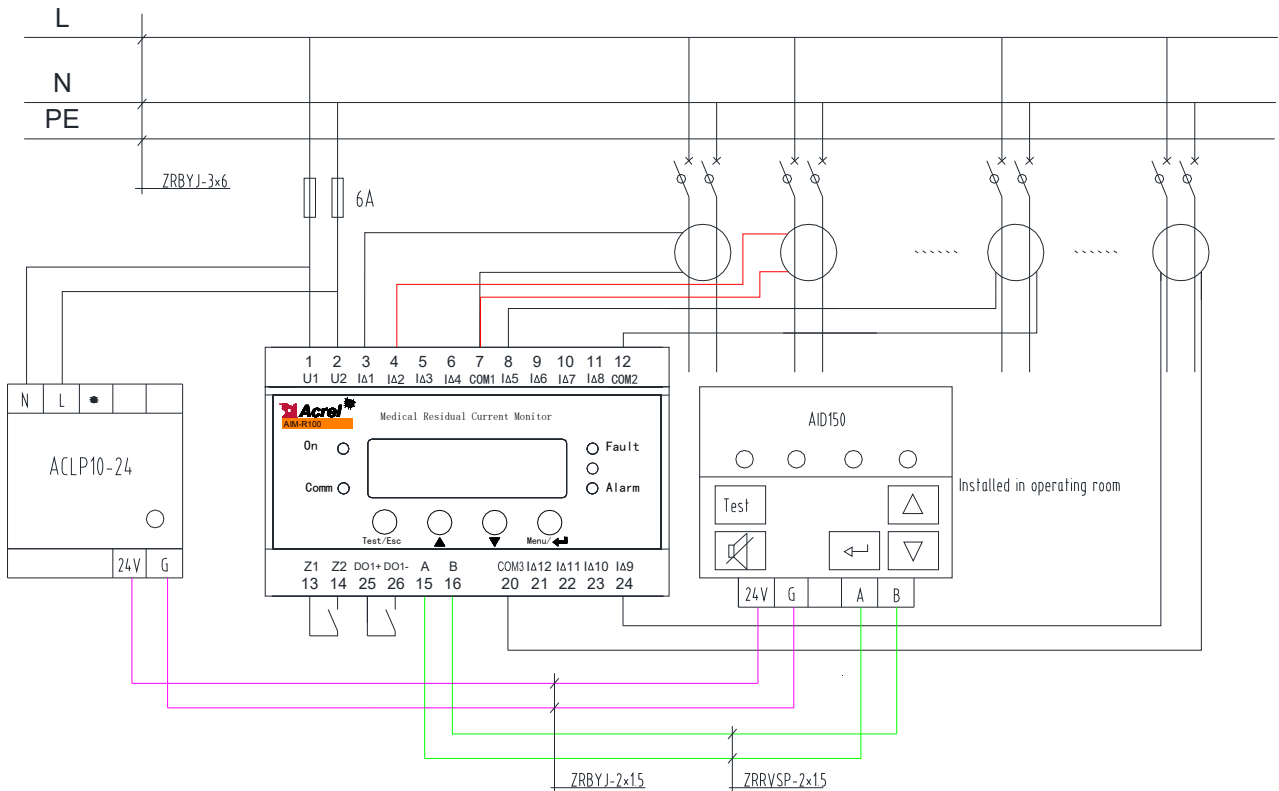 L
N
PE
ZRBYJ-3×6
6A
1 2 3 4 5 6 7 8 9 10 11 12
U1 U2 IΔ1 IΔ2 IΔ3 IΔ4 COM1 IΔ5 IΔ6 IΔ7 IΔ8 COM2
N L
ACLP10-24
24V G
Acrel
AIM-R100
Medical Residual Current Monitor
On
Comm
Fault
Alarm
Test/Esc
Menu/
Z1 Z2 DO1+ DO1- A B COM3 IΔ12 IΔ11 IΔ10 IΔ9
13 14 25 26 15 16 20 21 22 23 24
AID150
Test
24V G A B
Installed in operating room
ZRBYJ-2×1.5
ZRRVSP-2×1.5